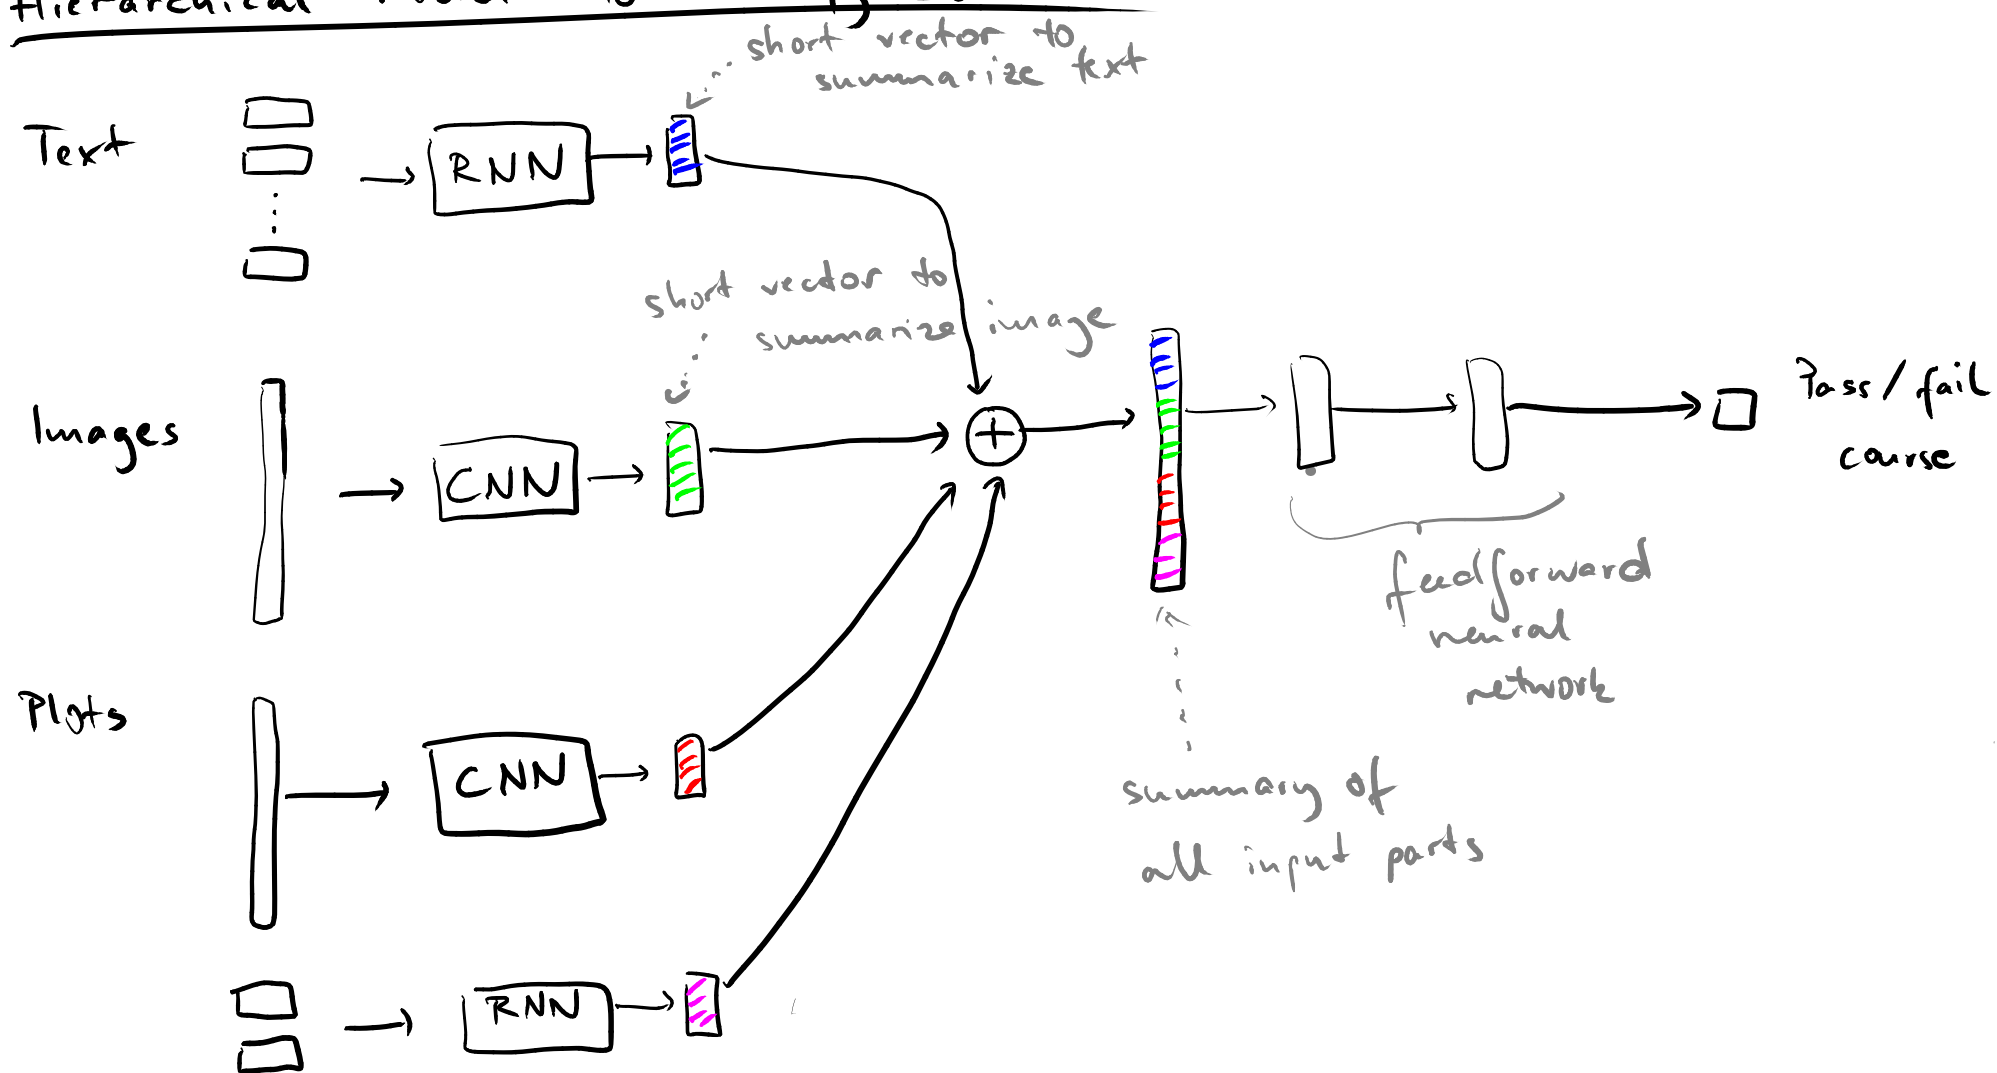 Hierarchical
short vector to
summarize text
Text
RNN
short vector to
summarize image
Images
CNN
+
Pass/fail
course
feedforward
neural
network
Plots
CNN
summary of
all input parts
RNN